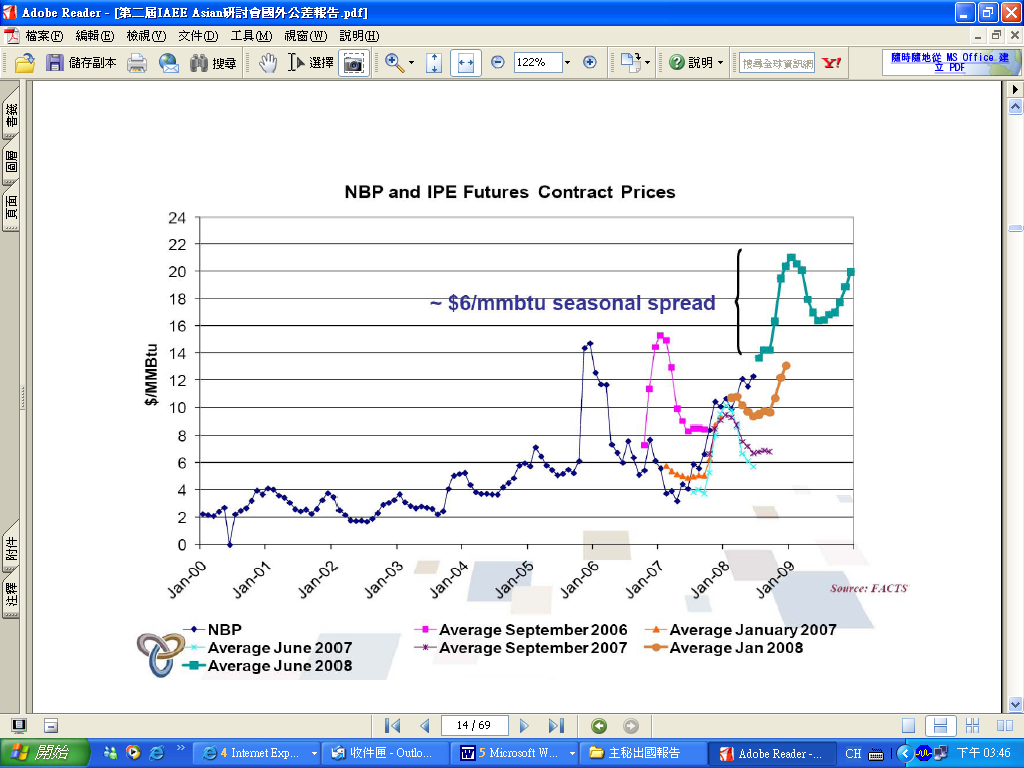 Adobe Reader - [第二屆IAEE Asian研討會國外公差報告.pdf]
檔案(F) 編輯(E) 檢視(V) 文件(D) 工具(M) 視窗(W) 說明(H)
儲存副本 搜尋 選擇 122% 說明 搜尋全球資訊網 Y! 隨時隨地從 MS Office 建立 PDF
書籤
圖層
頁面
附件
註釋
NBP and IPE Futures Contract Prices
$/MMBtu
24
22
20
18
16
14
12
10
8
6
4
2
0
~ $6/mmbtu seasonal spread
Jan-00 Jan-01 Jan-02 Jan-03 Jan-04 Jan-05 Jan-06 Jan-07 Jan-08 Jan-09
Source: FACTS
NBP Average September 2006 Average January 2007
Average June 2007 Average September 2007 Average Jan 2008
Average June 2008
14 / 69
開始 4 Internet Exp... 收件匣 - Outlo... 5 Microsoft W... 主秘出國報告 Adobe Reader -... CH 下午 03:46